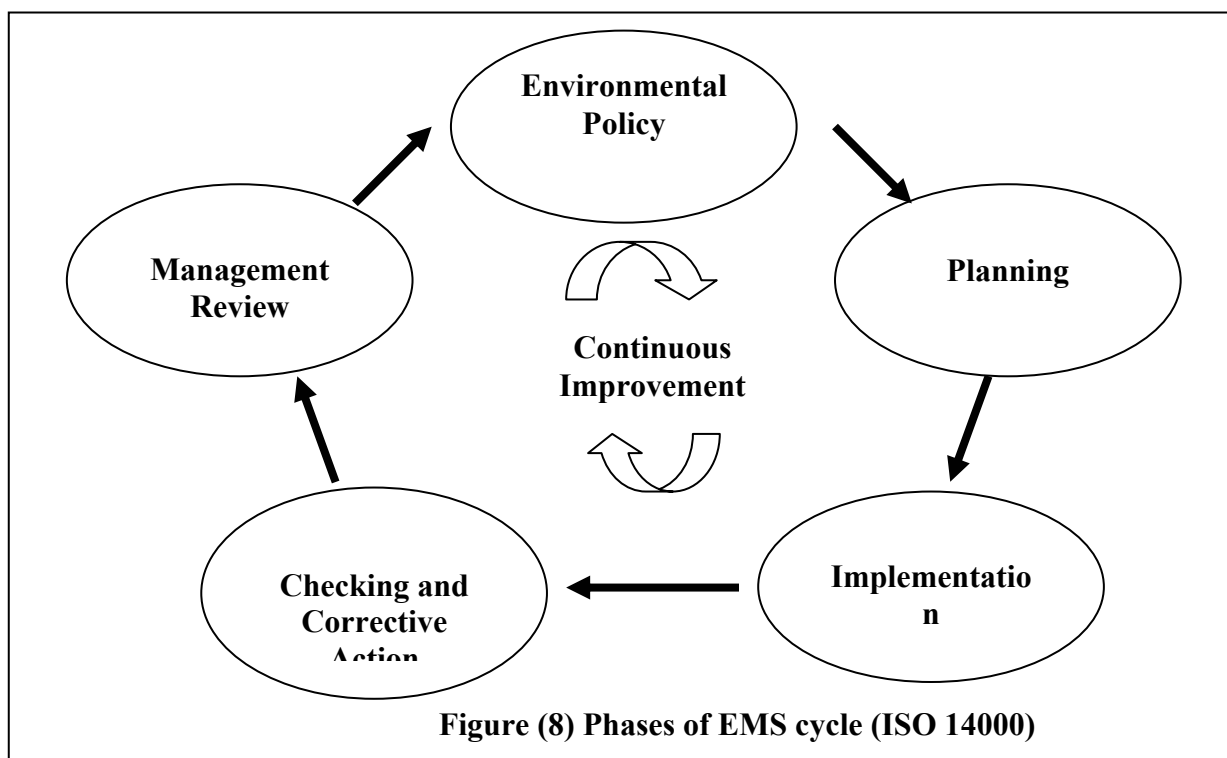 Environmental
Policy
Planning
Implementatio
n
Checking and
Corrective
Action
Management
Review
Continuous
Improvement
Figure (8) Phases of EMS cycle (ISO 14000)